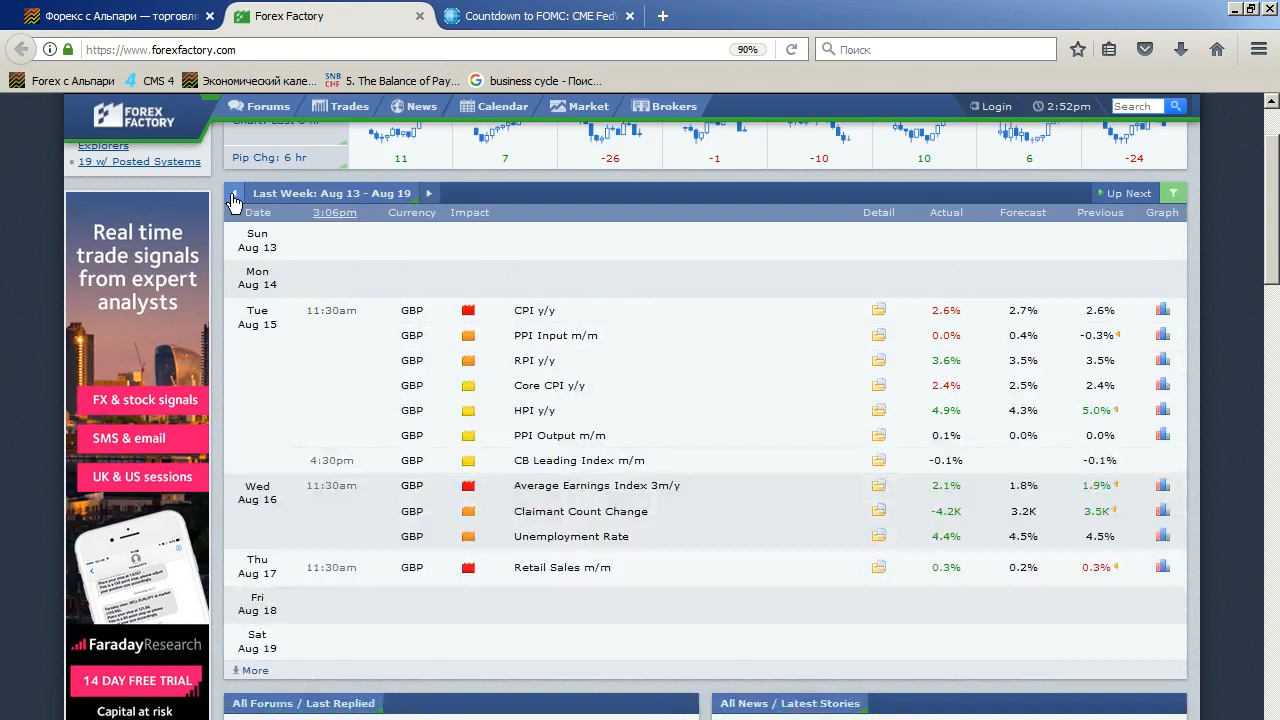 Форекс с Альпари — торговля
Forex Factory
Countdown to FOMC: CME Fed
https://www.forexfactory.com
90%
Поиск
Forex с Альпари
CMS 4
Экономический кале...
SNB CMF 5. The Balance of Pay...
business cycle - Поис...
FOREX FACTORY
Forums
Trades
News
Calendar
Market
Brokers
Login
2:52pm
Search
Explorers
19 w/ Posted Systems
Pip Chg: 6 hr 11 7 -26 -1 -10 10 6 -24
Last Week: Aug 13 - Aug 19
Up Next
Date 3:06pm Currency Impact Detail Actual Forecast Previous Graph
Sun
Aug 13
Mon
Aug 14
Tue
Aug 15
11:30am GBP CPI y/y 2.6% 2.7% 2.6%
GBP PPI Input m/m 0.0% 0.4% -0.3%
GBP RPI y/y 3.6% 3.5% 3.5%
GBP Core CPI y/y 2.4% 2.5% 2.4%
GBP HPI y/y 4.9% 4.3% 5.0%
GBP PPI Output m/m 0.1% 0.0% 0.0%
4:30pm GBP CB Leading Index m/m -0.1% -0.1%
Wed
Aug 16
11:30am GBP Average Earnings Index 3m/y 2.1% 1.8% 1.9%
GBP Claimant Count Change -4.2K 3.2K 3.5K
GBP Unemployment Rate 4.4% 4.5% 4.5%
Thu
Aug 17
11:30am GBP Retail Sales m/m 0.3% 0.2% 0.3%
Fri
Aug 18
Sat
Aug 19
More
All Forums / Last Replied
All News / Latest Stories
Real time
trade signals
from expert
analysts
FX & stock signals
SMS & email
UK & US sessions
FaradayResearch
14 DAY FREE TRIAL
Capital at risk